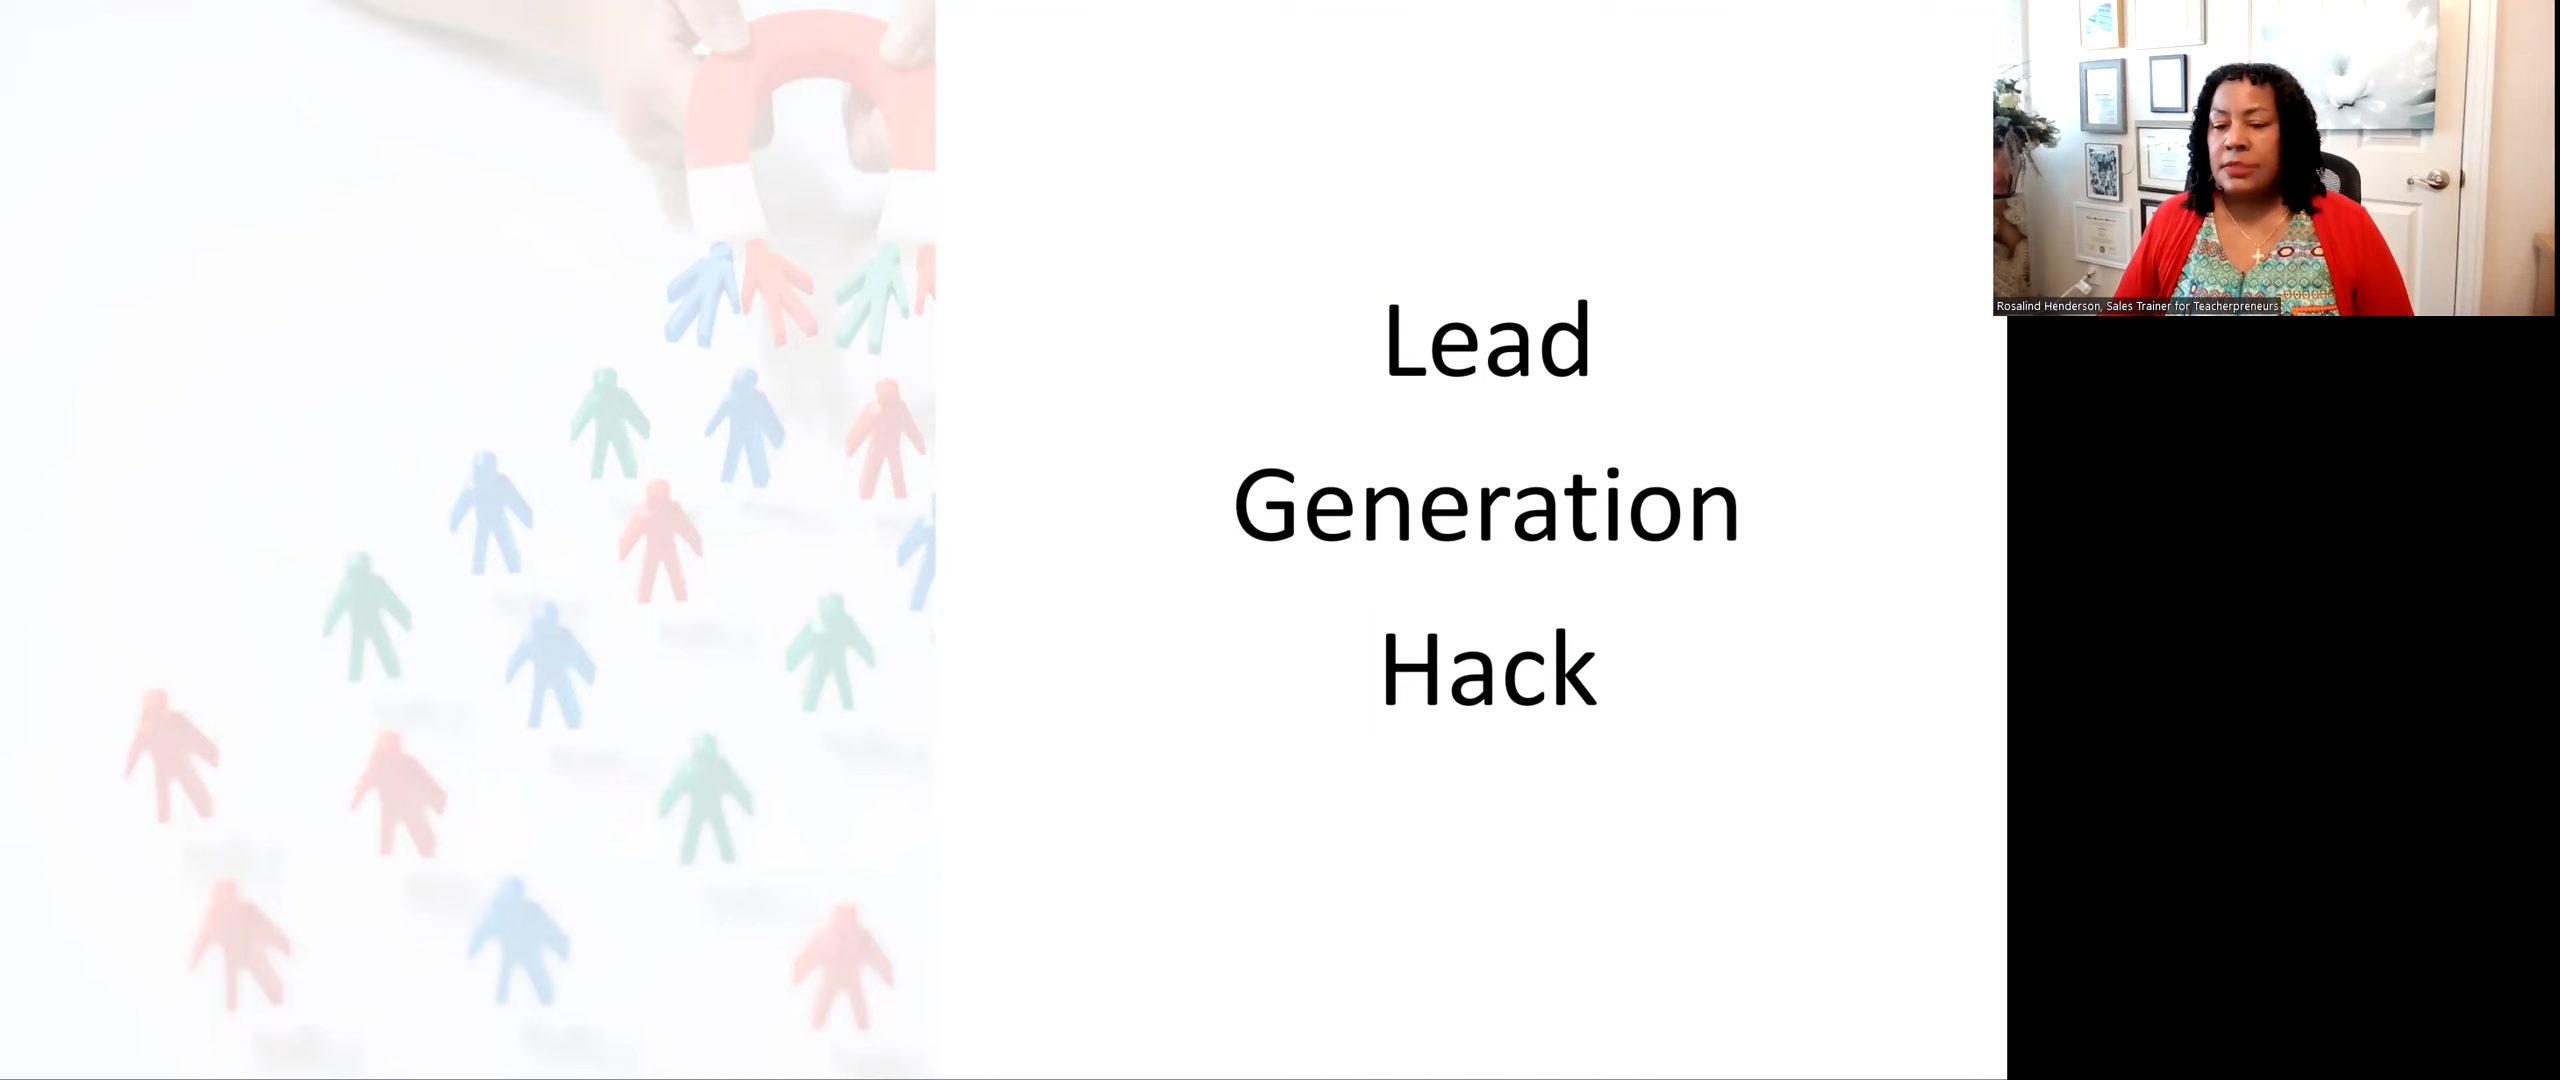 Lead
Generation
Hack
Rosalind Henderson, Sales Trainer for Teacherpreneurs